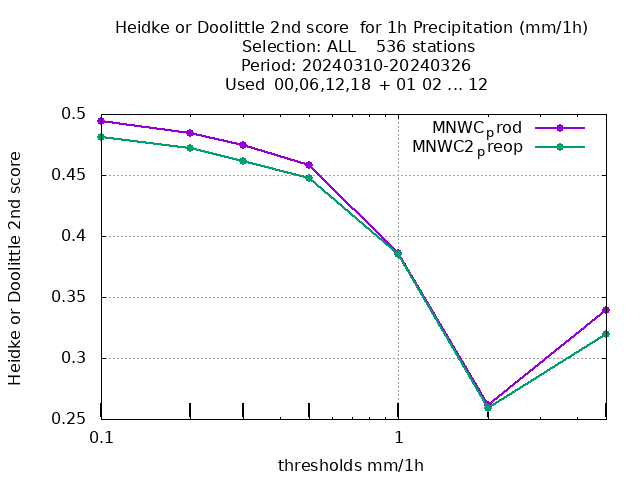 Heidke or Doolittle 2nd score  for 1h Precipitation (mm/1h)
Selection: ALL    536 stations
Period: 20240310-20240326
Used  00,06,12,18 + 01 02 ... 12
MNWCprod
MNWC2preop
0.5
0.45
0.4
0.35
0.3
0.25
Heidke or Doolittle 2nd score
0.1
1
thresholds mm/1h